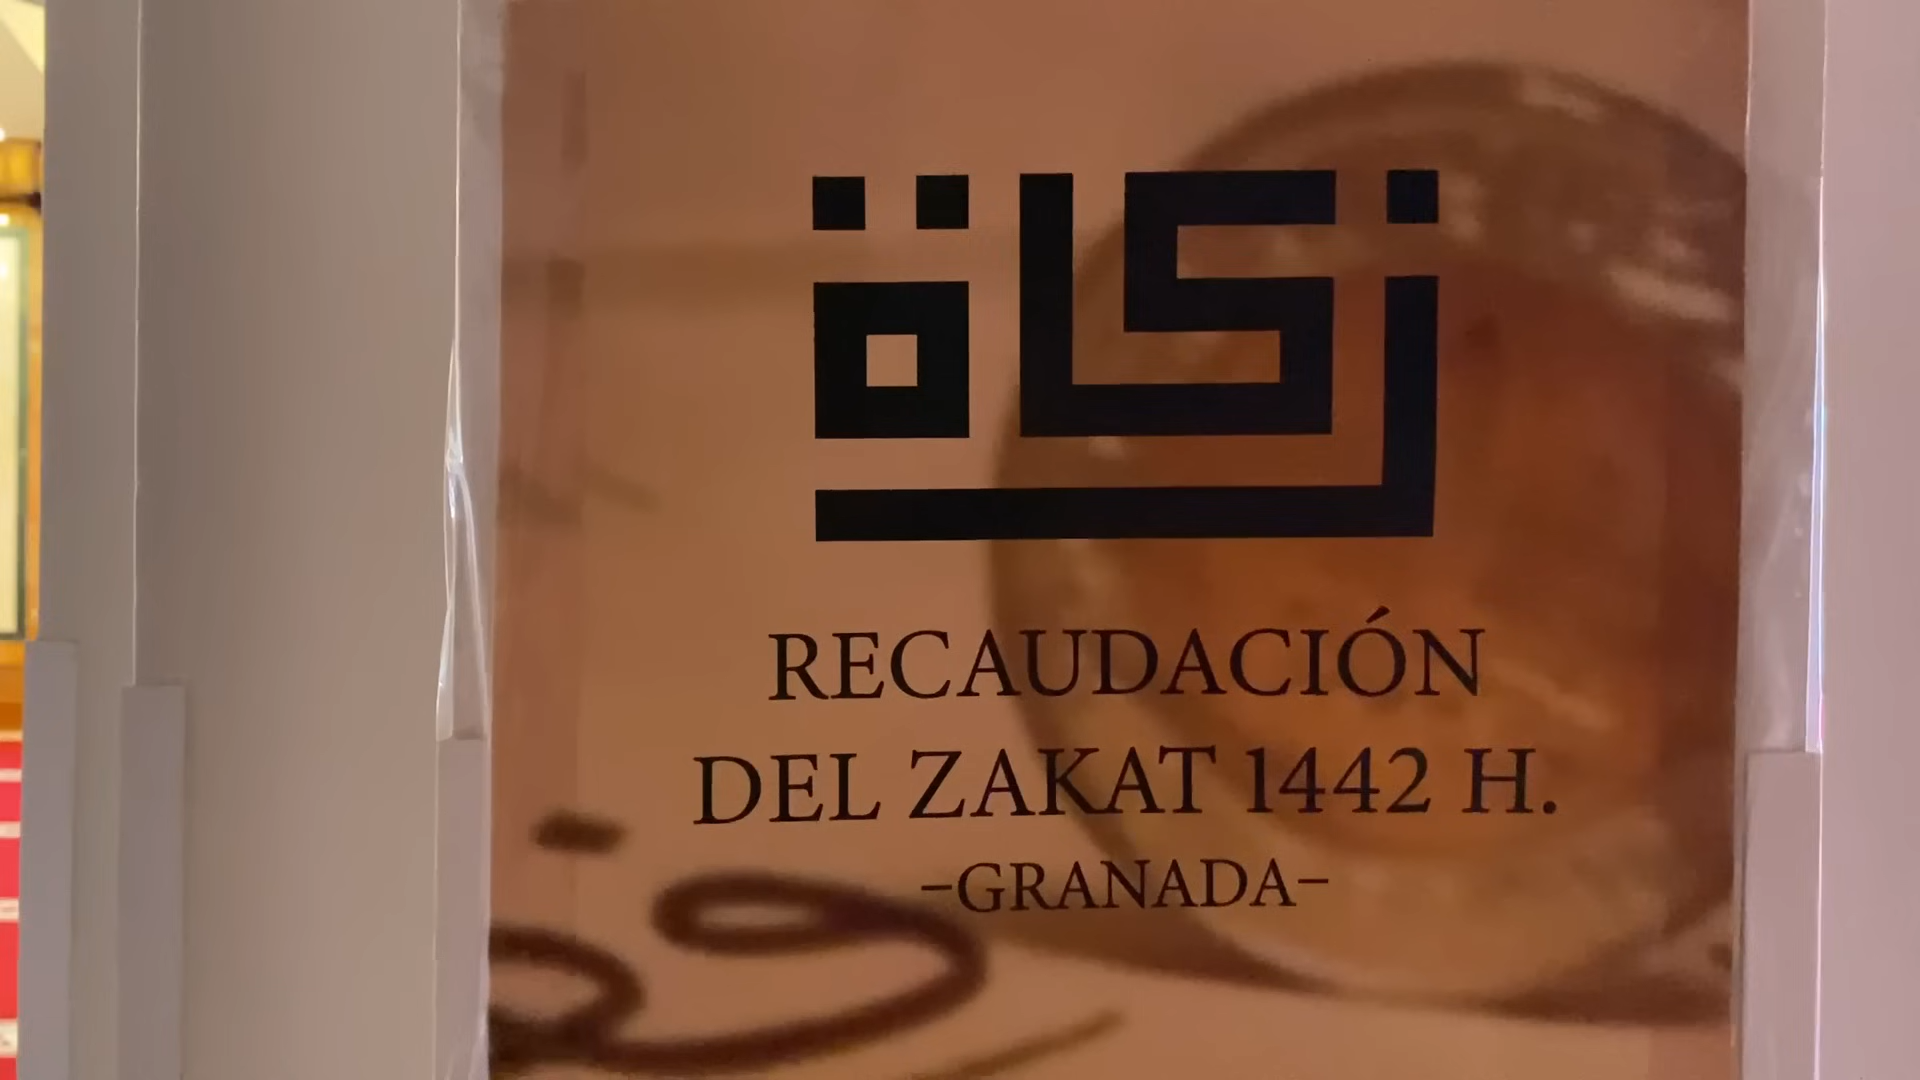 زكاة
RECAUDACIÓN
DEL ZAKAT 1442 H.
–GRANADA–